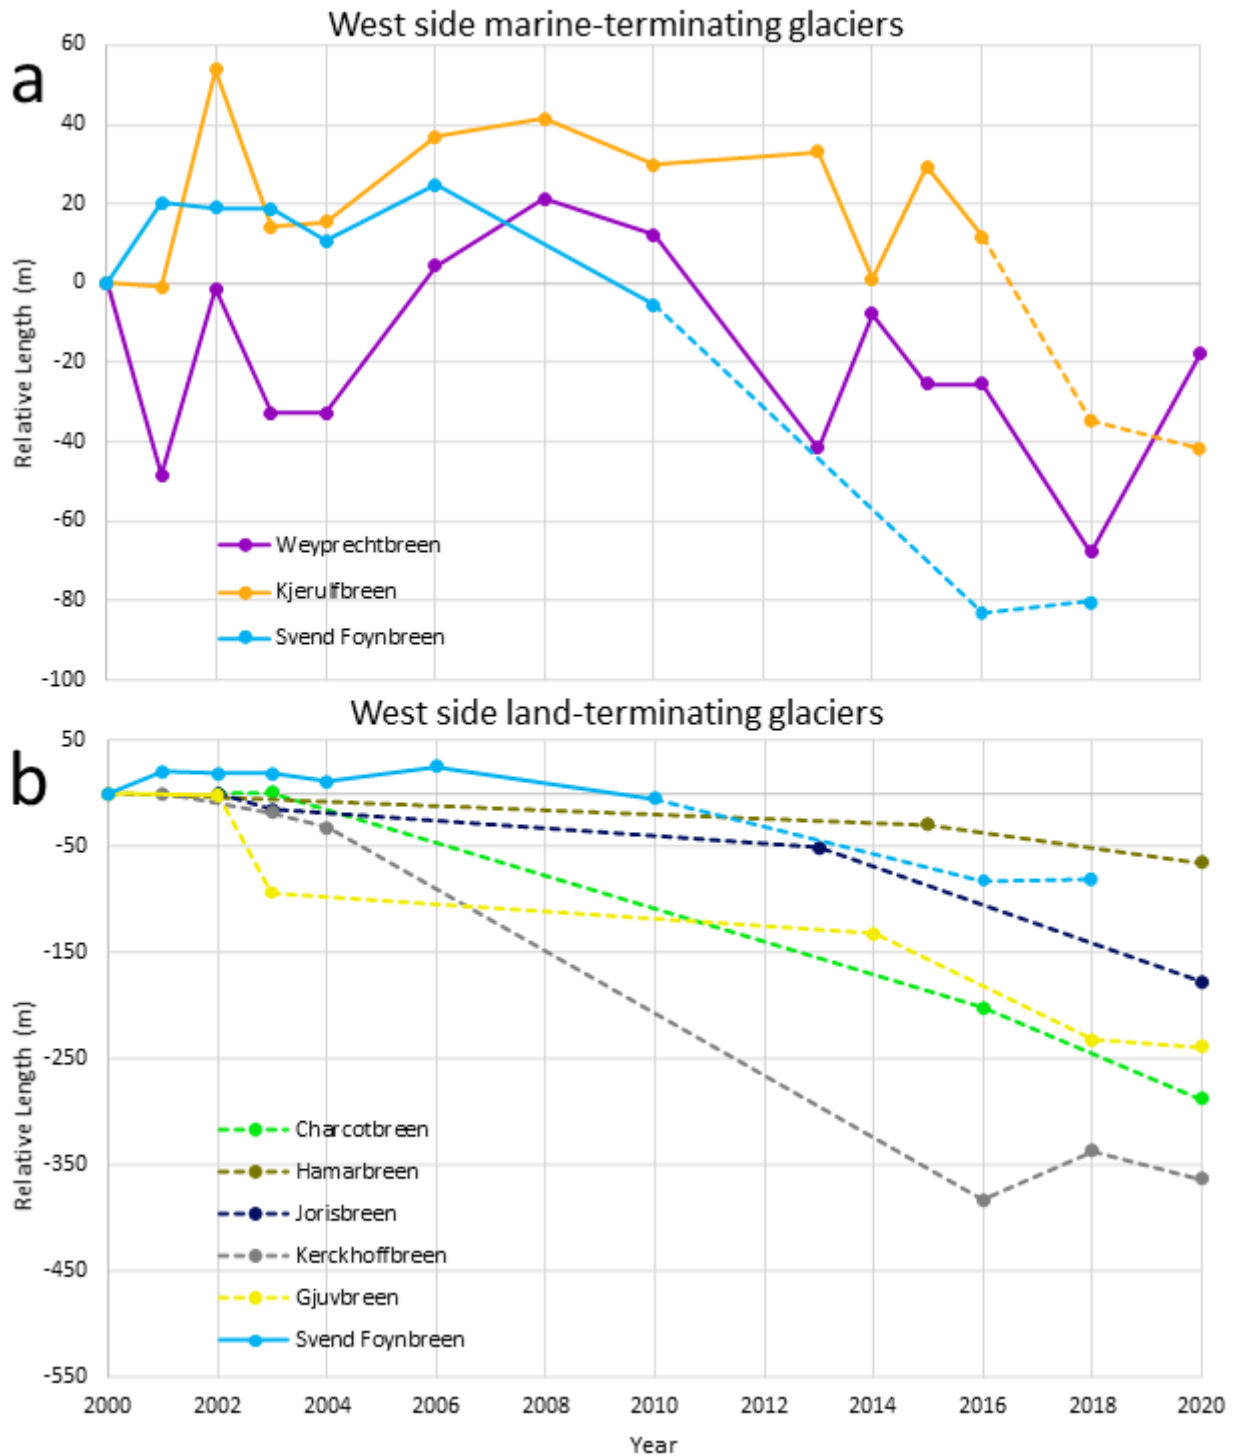 West side marine-terminating glaciers
a
60
40
20
0
-20
-40
-60
-80
-100
Relative Length (m)
Weyprechtbreen
Kjerulfbreen
Svend Foynbreen
West side land-terminating glaciers
b
50
-50
-150
-250
-350
-450
-550
Relative Length (m)
Charcotbreen
Hamarbreen
Jorisbreen
Kerckhoffbreen
Gjuvbreen
Svend Foynbreen
2000 2002 2004 2006 2008 2010 2012 2014 2016 2018 2020
Year